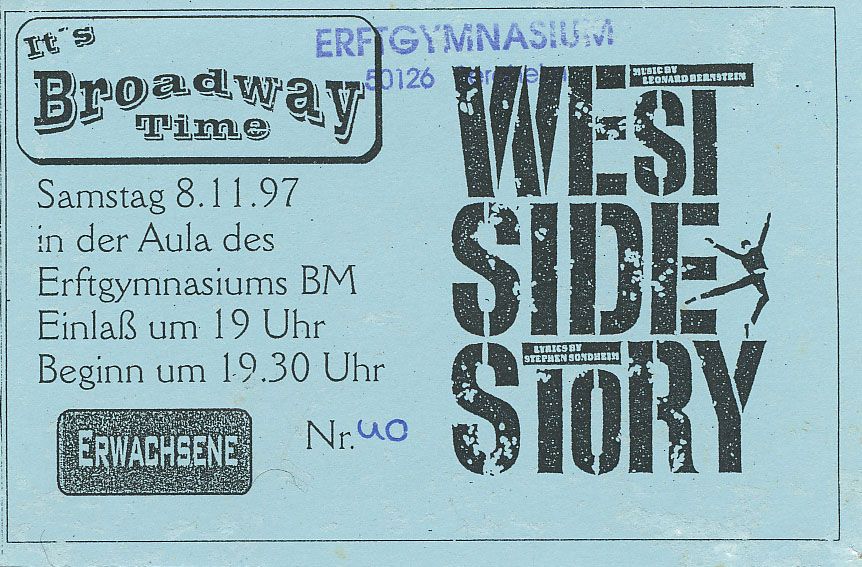 It's
Broadway
Time
ERFTGYMNASIUM
50126 Bergheim
Samstag 8.11.97
in der Aula des
Erftgymnasiums BM
Einlaß um 19 Uhr
Beginn um 19.30 Uhr
ERWACHSENE
Nr. 40
MUSIC BY
LEONARD BERNSTEIN
WEST
SIDE
LYRICS BY
STEPHEN SONDHEIM
STORY